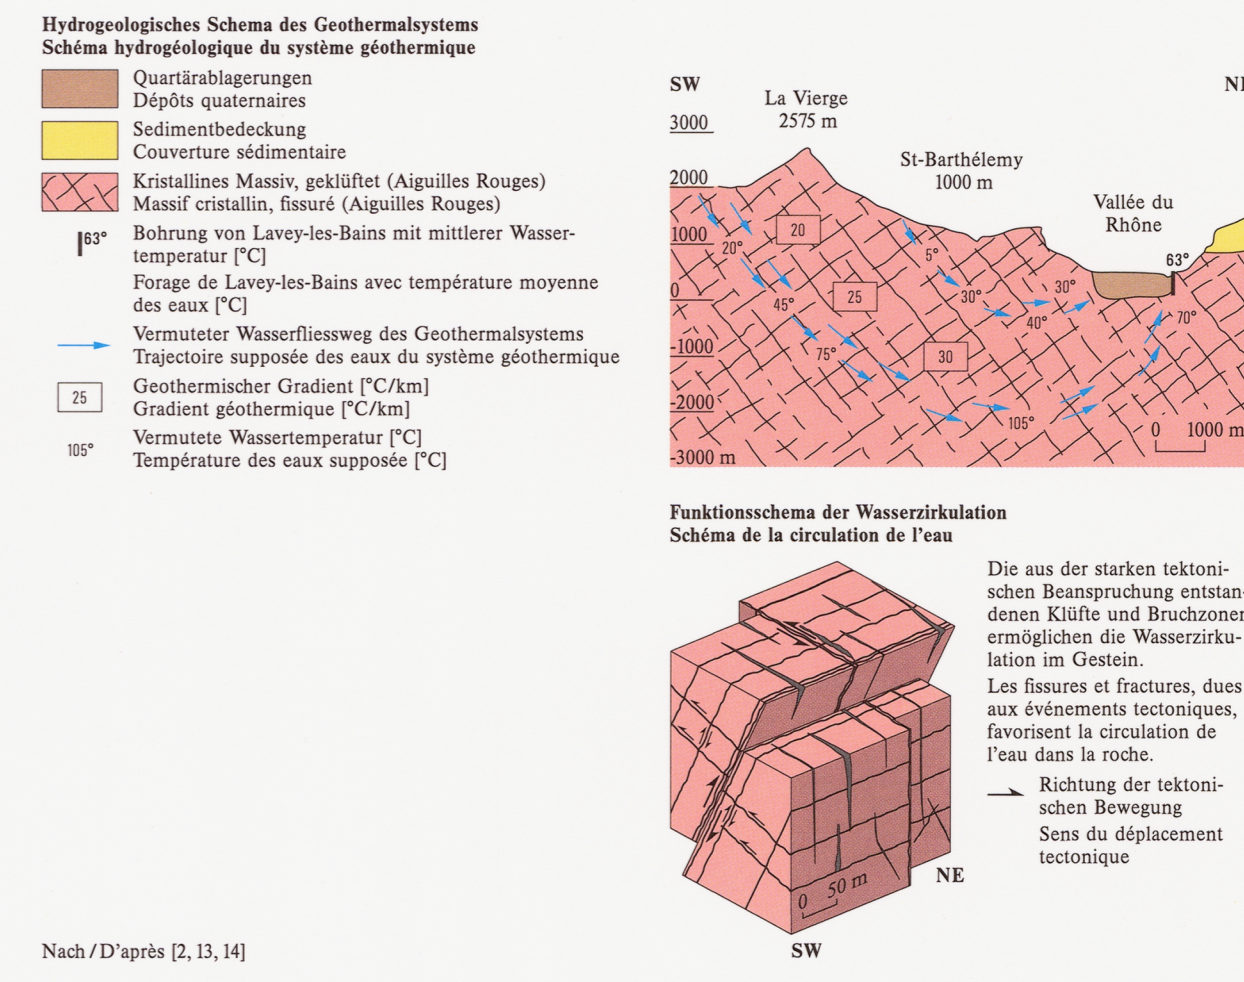 Hydrogeologisches Schema des Geothermalsystems
Schéma hydrogéologique du système géothermique
Quartärablagerungen
Dépôts quaternaires
Sedimentbedeckung
Couverture sédimentaire
Kristallines Massiv, geklüftet (Aiguilles Rouges)
Massif cristallin, fissuré (Aiguilles Rouges)
63°
Bohrung von Lavey-les-Bains mit mittlerer Wasser-
temperatur [°C]
Forage de Lavey-les-Bains avec température moyenne
des eaux [°C]
Vermuteter Wasserfliessweg des Geothermalsystems
Trajectoire supposée des eaux du système géothermique
25
Geothermischer Gradient [°C/km]
Gradient géothermique [°C/km]
105°
Vermutete Wassertemperatur [°C]
Température des eaux supposée [°C]
SW
La Vierge
2575 m
3000
St-Barthélemy
1000 m
2000
Vallée du
Rhône
20
1000
20°
5°
63°
0
45°
25
30°
30°
40°
70°
-1000
75°
30
-2000
105°
0 1000 m
-3000 m
Funktionsschema der Wasserzirkulation
Schéma de la circulation de l'eau
Die aus der starken tektoni-
schen Beanspruchung entstan-
denen Klüfte und Bruchzonen
ermöglichen die Wasserzirku-
lation im Gestein.
Les fissures et fractures, dues
aux événements tectoniques,
favorisent la circulation de
l'eau dans la roche.
Richtung der tektoni-
schen Bewegung
Sens du déplacement
tectonique
0 50 m
NE
SW
Nach / D'après [2, 13, 14]